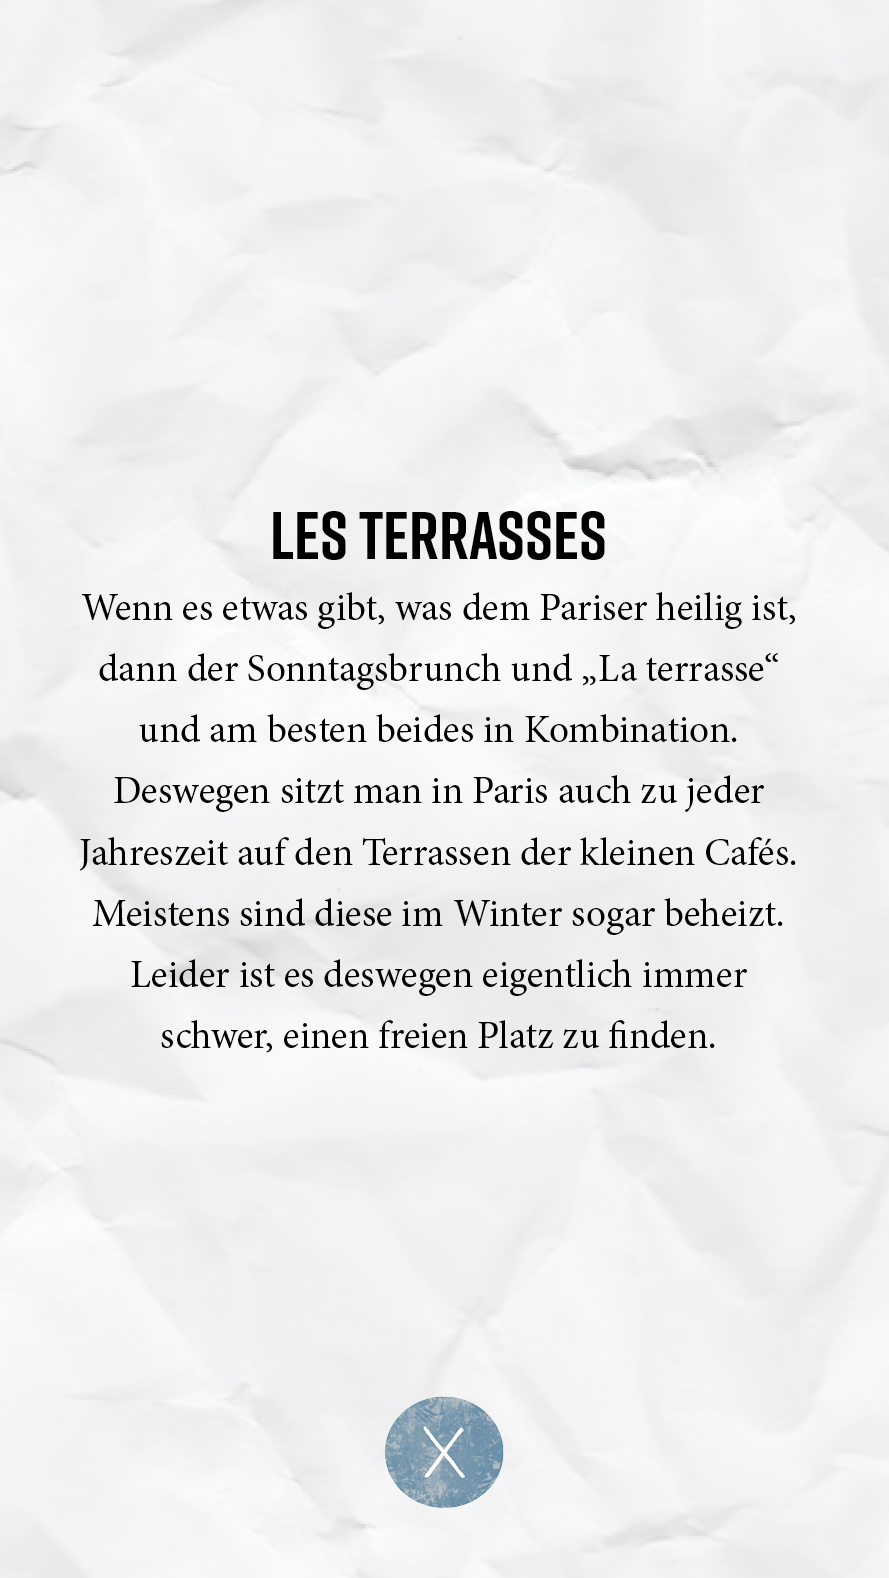 LES TERRASSES
Wenn es etwas gibt, was dem Pariser heilig ist,
dann der Sonntagsbrunch und „La terrasse“
und am besten beides in Kombination.
Deswegen sitzt man in Paris auch zu jeder
Jahreszeit auf den Terrassen der kleinen Cafés.
Meistens sind diese im Winter sogar beheizt.
Leider ist es deswegen eigentlich immer
schwer, einen freien Platz zu finden.
X